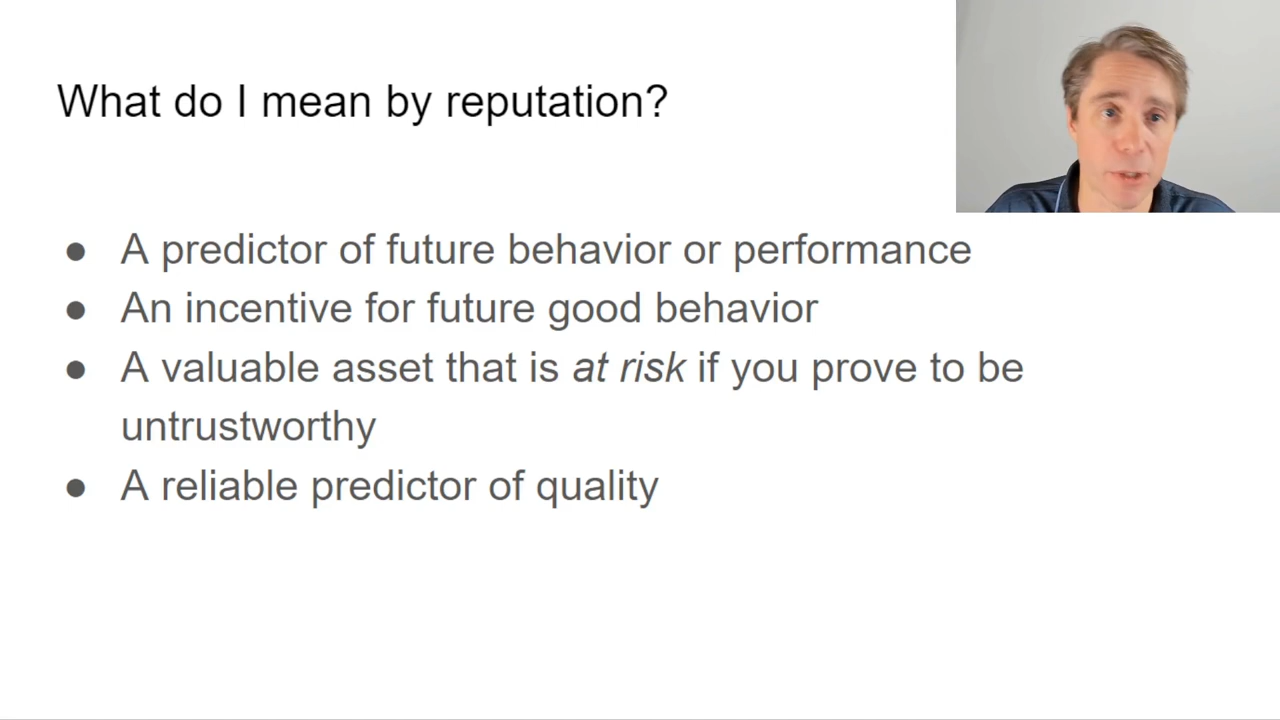 What do I mean by reputation?
● A predictor of future behavior or performance
● An incentive for future good behavior
● A valuable asset that is at risk if you prove to be
untrustworthy
● A reliable predictor of quality